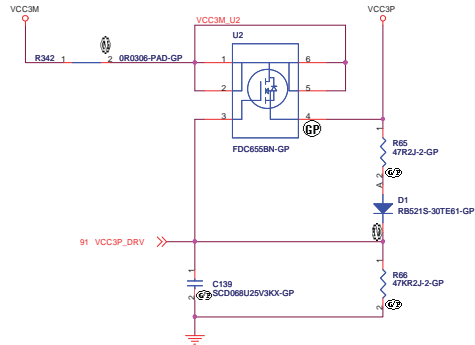 VCC3M
VCC3P
VCC3M_U2
U2
R342 1 2 0R0306-PAD-GP
1 6
2 5
3 4
GP
FDC655BN-GP
1
R65
47R2J-2-GP
2 G/P
A
D1
RB521S-30TE61-GP
91 VCC3P_DRV
1
C139
SCD068U25V3KX-GP
2 G/P
1
R66
47KR2J-2-GP
2 G/P